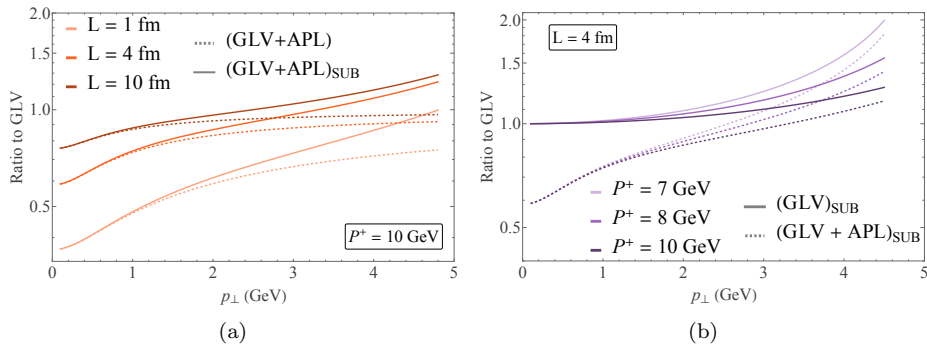 2.0
1.5
1.0
0.5
Ratio to GLV
L = 1 fm
L = 4 fm
L = 10 fm
(GLV+APL)
(GLV+APL)SUB
P+ = 10 GeV
0 1 2 3 4 5
p⊥ (GeV)
(a)
2.0
1.5
1.0
0.5
Ratio to GLV
L = 4 fm
P+ = 7 GeV
P+ = 8 GeV
P+ = 10 GeV
(GLV)SUB
(GLV + APL)SUB
0 1 2 3 4 5
p⊥ (GeV)
(b)